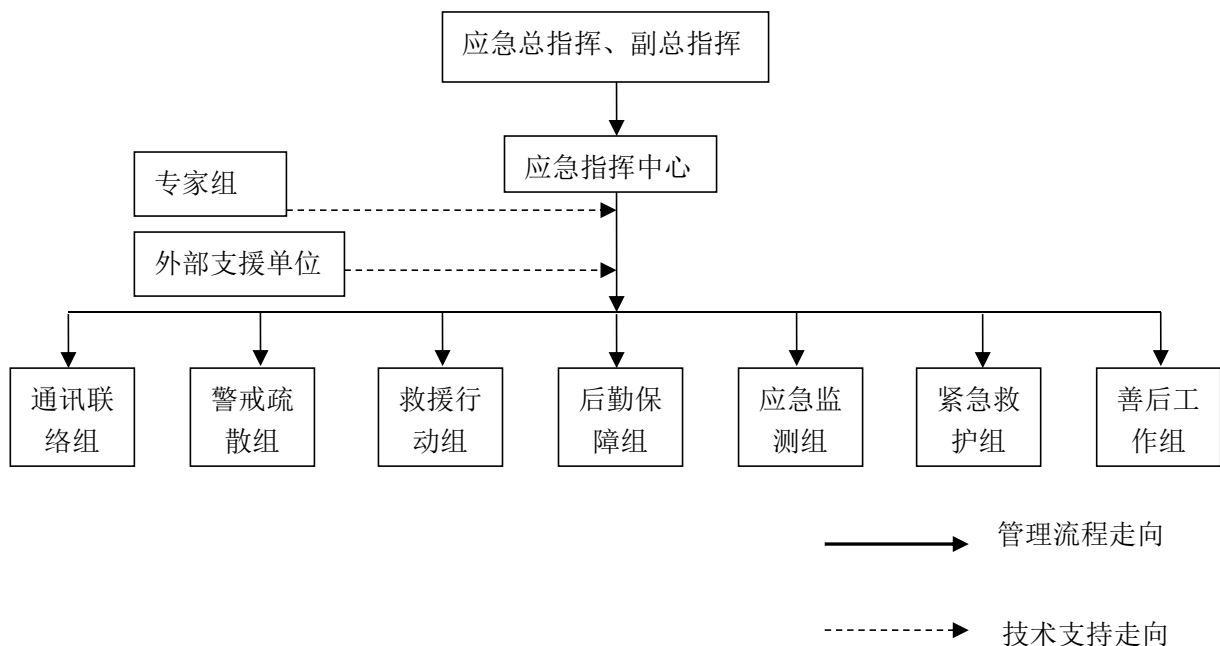 应急总指挥、副总指挥
应急指挥中心
专家组
外部支援单位
通讯联
络组
警戒疏
散组
救援行
动组
后勤保
障组
应急监
测组
紧急救
护组
善后工
作组
管理流程走向
技术支持走向